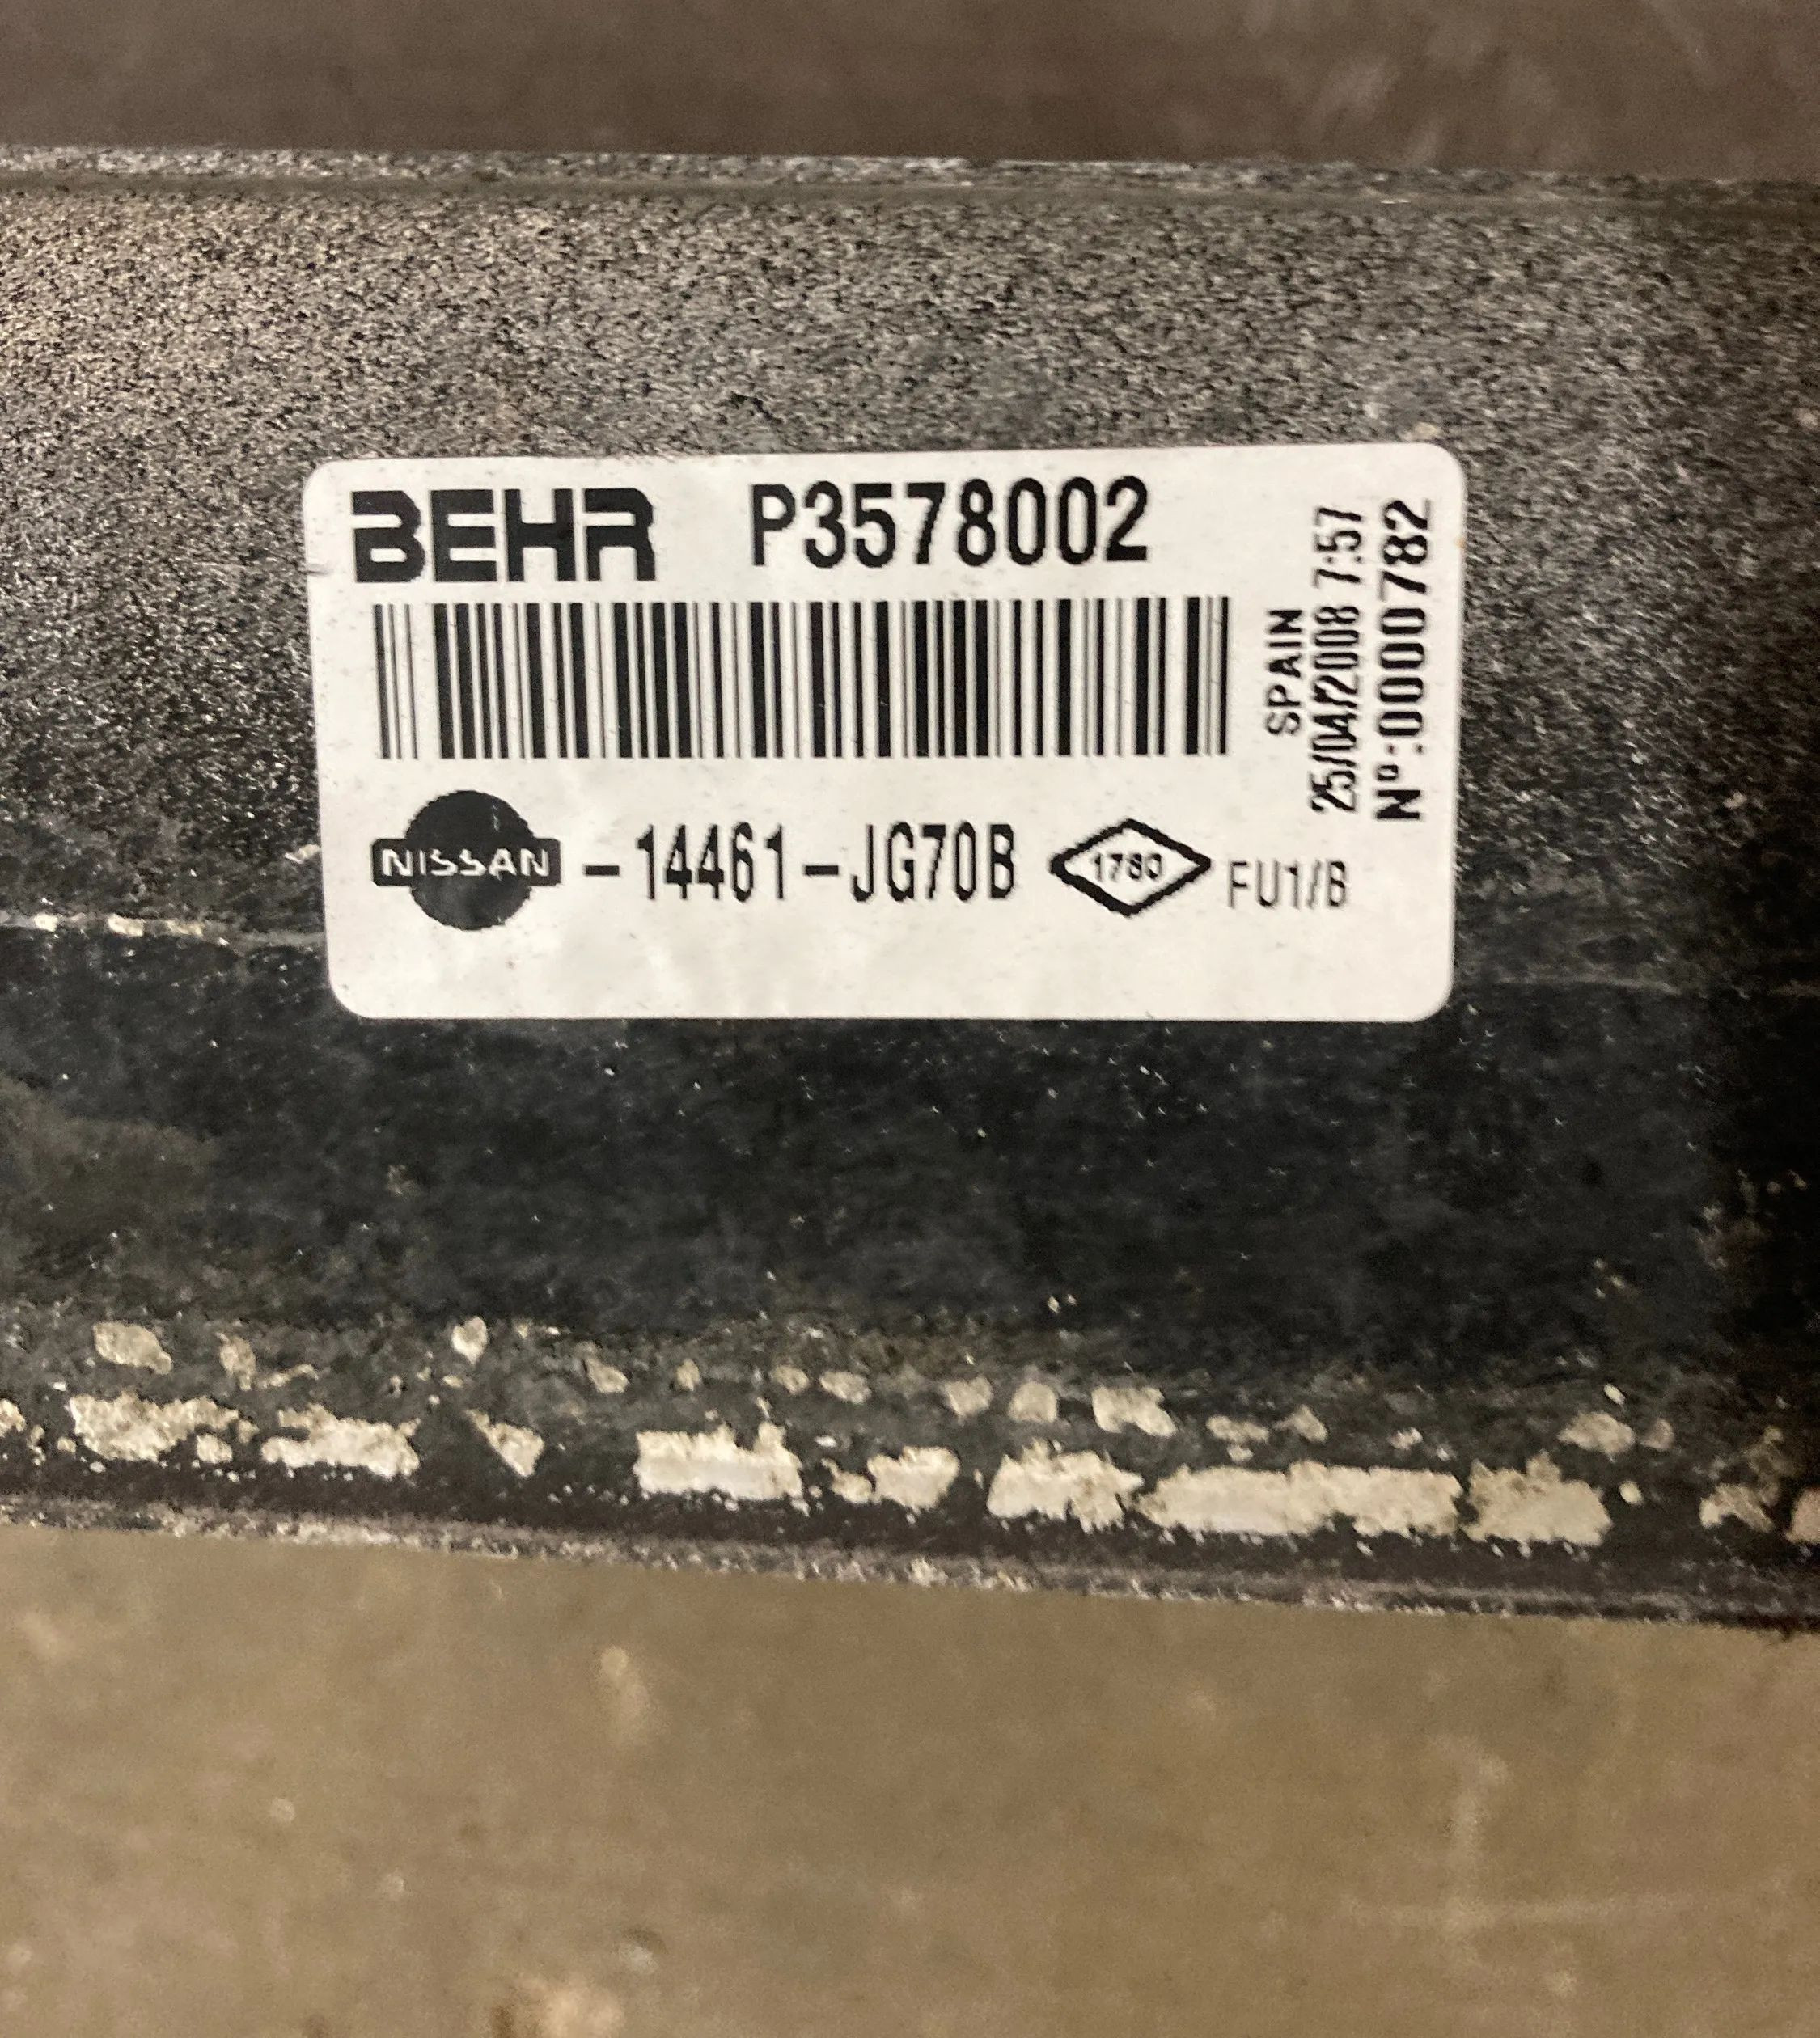 BEHR P3578002
NISSAN -14461-JG70B 1780 FU1/B
SPAIN
25/04/2008 7:57
Nº:0000782